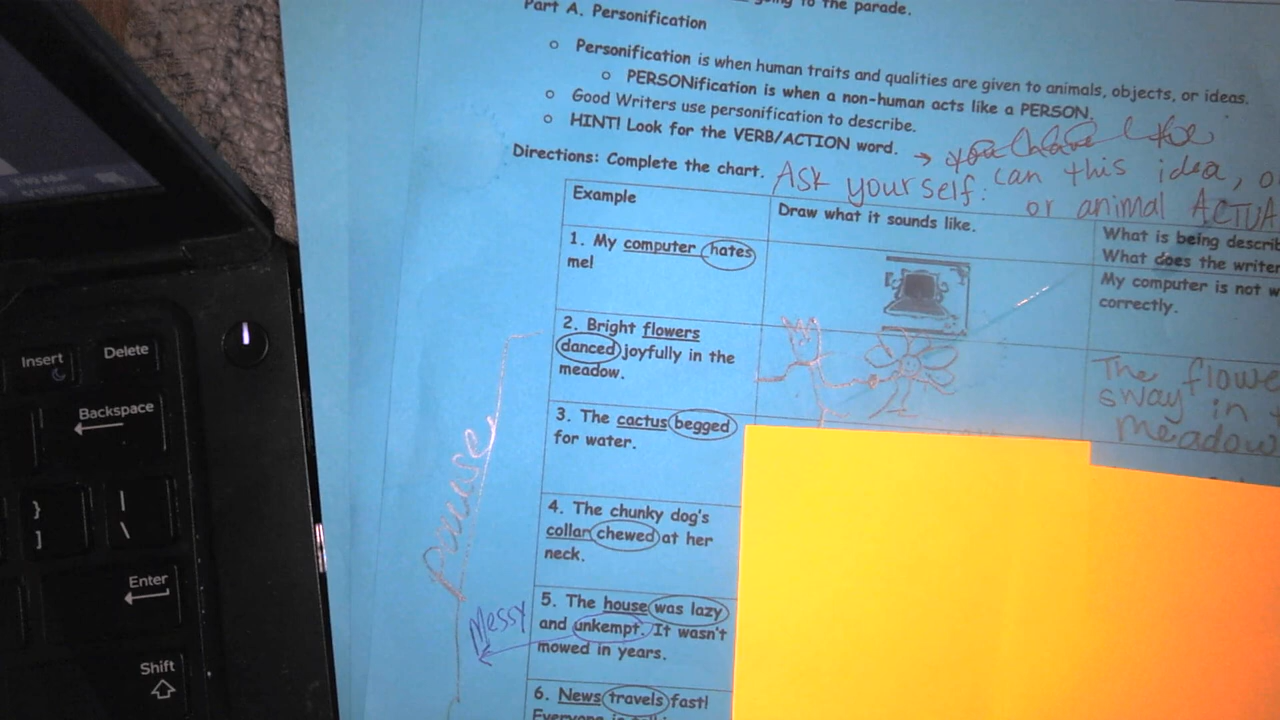 going to the parade.
Part A. Personification
Personification is when human traits and qualities are given to animals, objects, or ideas.
PERSONification is when a non-human acts like a PERSON.
Good Writers use personification to describe.
HINT! Look for the VERB/ACTION word. →
Directions: Complete the chart. Ask yourself: can this idea,
or animal
Example
Draw what it sounds like.
What is being
What does the writer
1. My computer hates
me!
My computer is not
correctly.
2. Bright flowers
danced joyfully in the
meadow.
The
sway in
meadow
3. The cactus begged
for water.
4. The chunky dog's
collar chewed at her
neck.
5. The house was lazy
and unkempt. It wasn't
mowed in years.
Messy
6. News travels fast!
Everyone
pause
Insert
Delete
Backspace
}
]
|
\
Enter
Shift